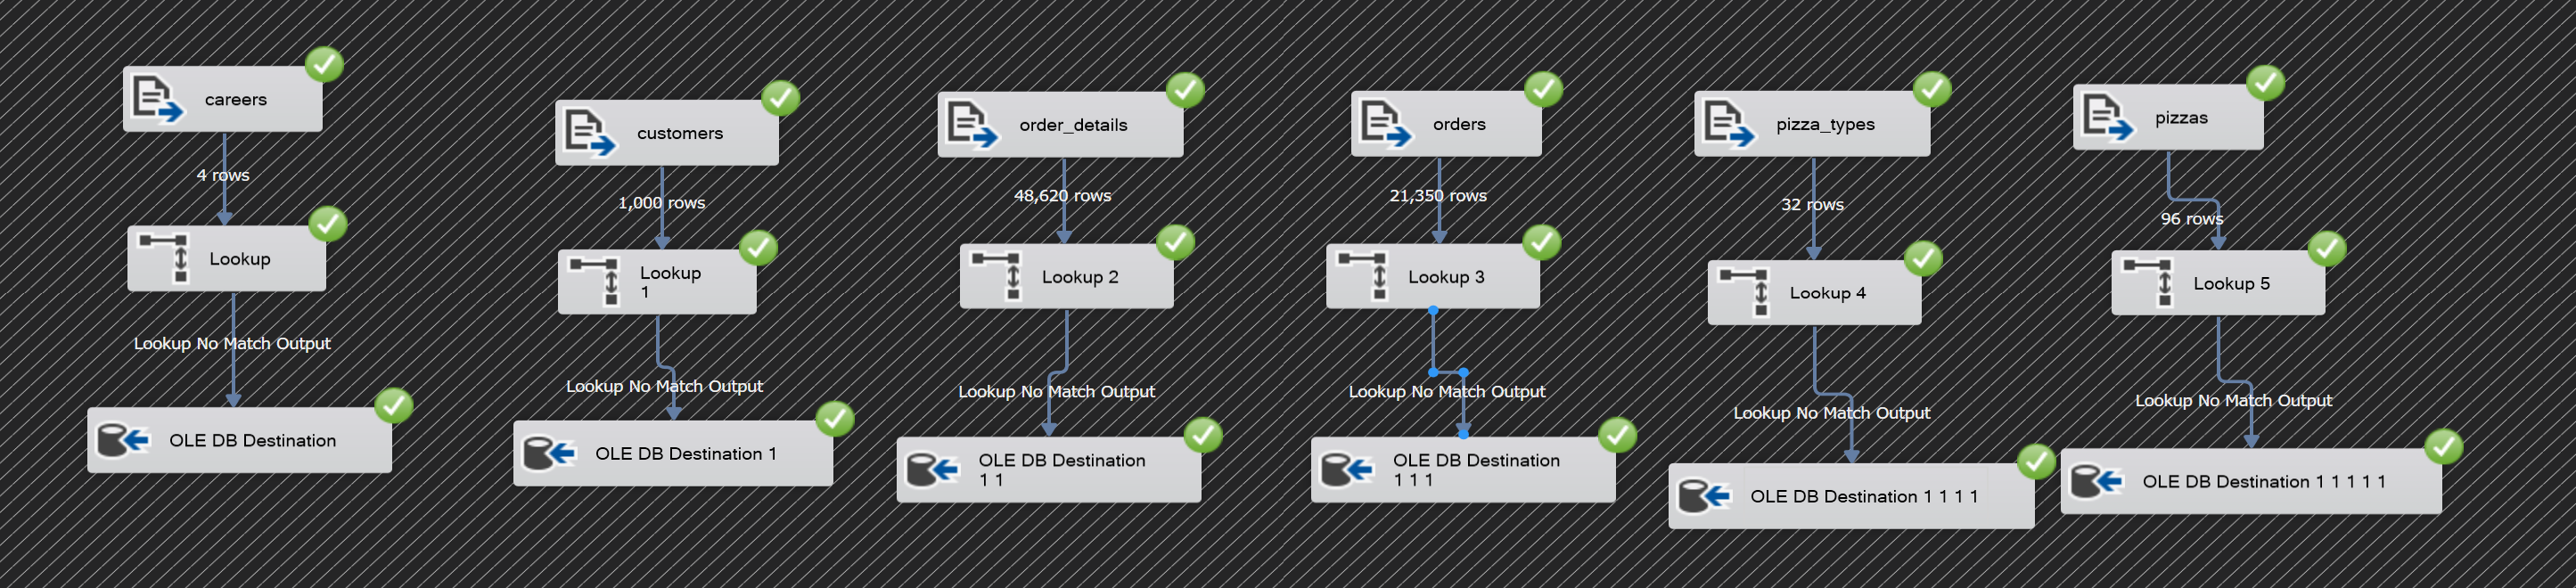 careers
4 rows
Lookup
Lookup No Match Output
OLE DB Destination
customers
1,000 rows
Lookup
1
Lookup No Match Output
OLE DB Destination 1
order_details
48,620 rows
Lookup 2
Lookup No Match Output
OLE DB Destination
1 1
orders
21,350 rows
Lookup 3
Lookup No Match Output
OLE DB Destination
1 1 1
pizza_types
32 rows
Lookup 4
Lookup No Match Output
OLE DB Destination 1 1 1 1
pizzas
96 rows
Lookup 5
Lookup No Match Output
OLE DB Destination 1 1 1 1 1